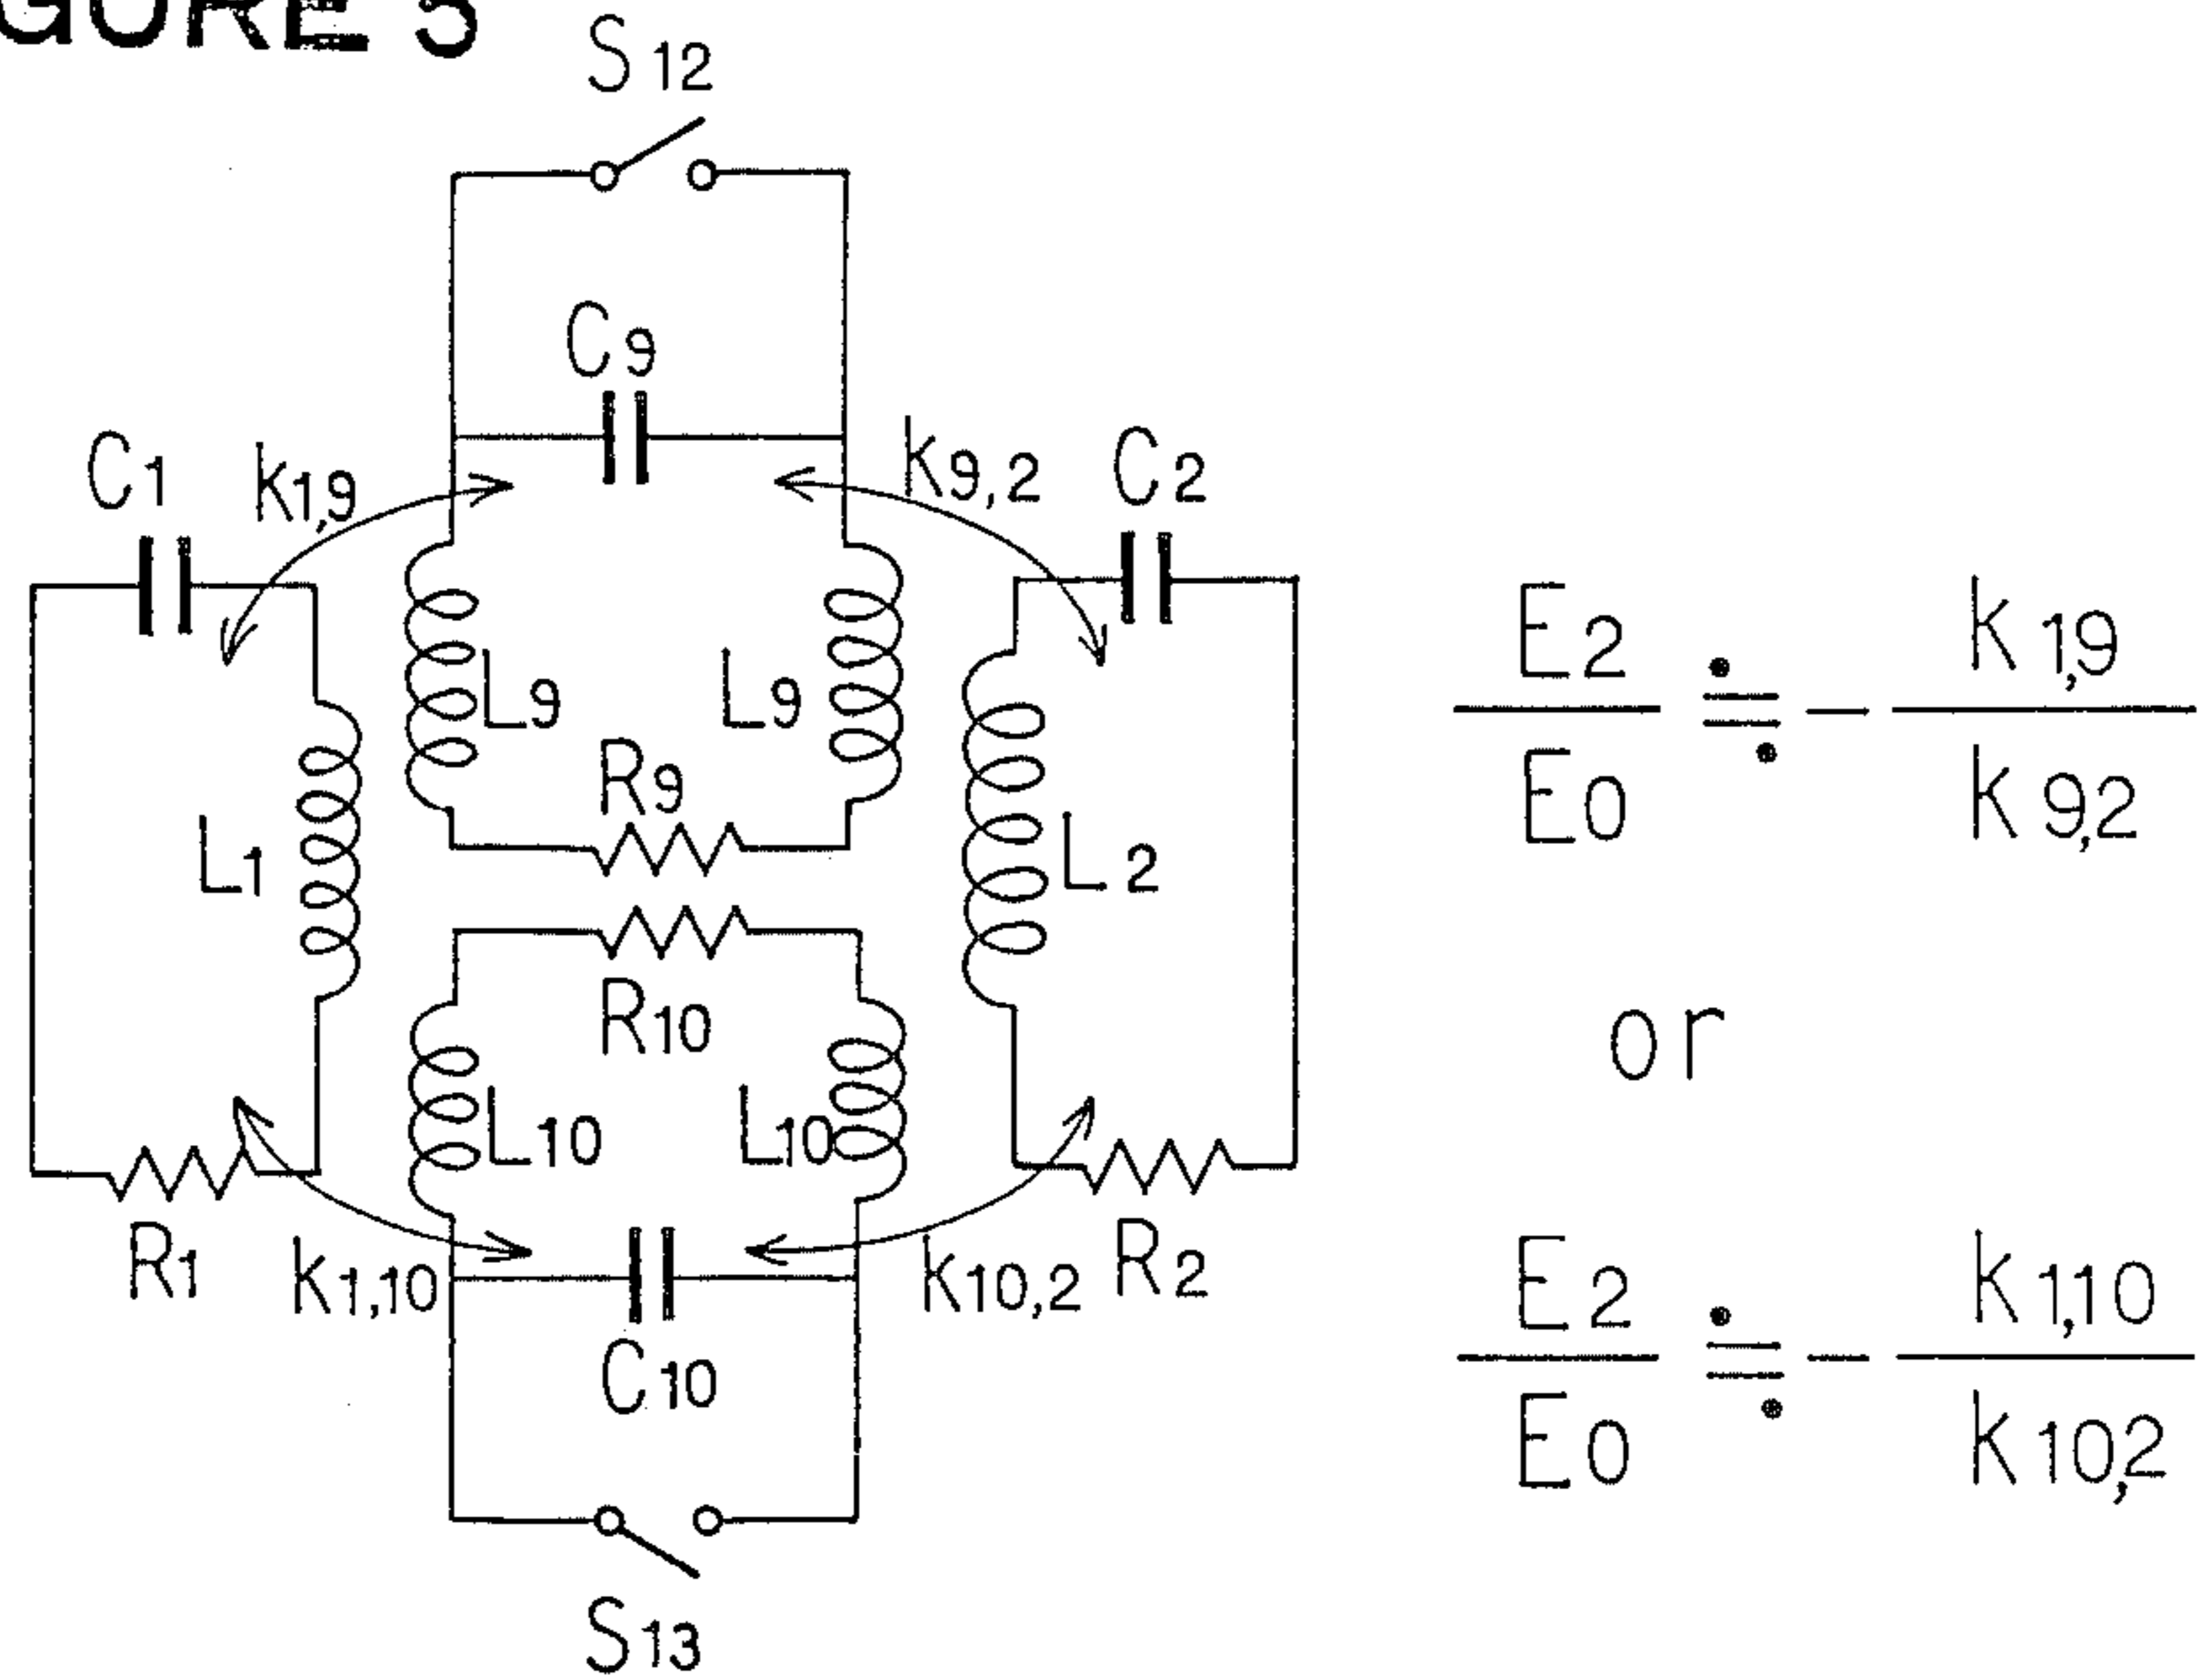 GURE 5
S12
C9
C1
k1,9
k9,2
C2
L9
L9
R9
L1
L2
R10
L10
L10
R1
k1,10
k10,2
R2
C10
S13
E2
E0
≒ −
k1,9
k9,2
or
E2
E0
≒ −
k1,10
k10,2